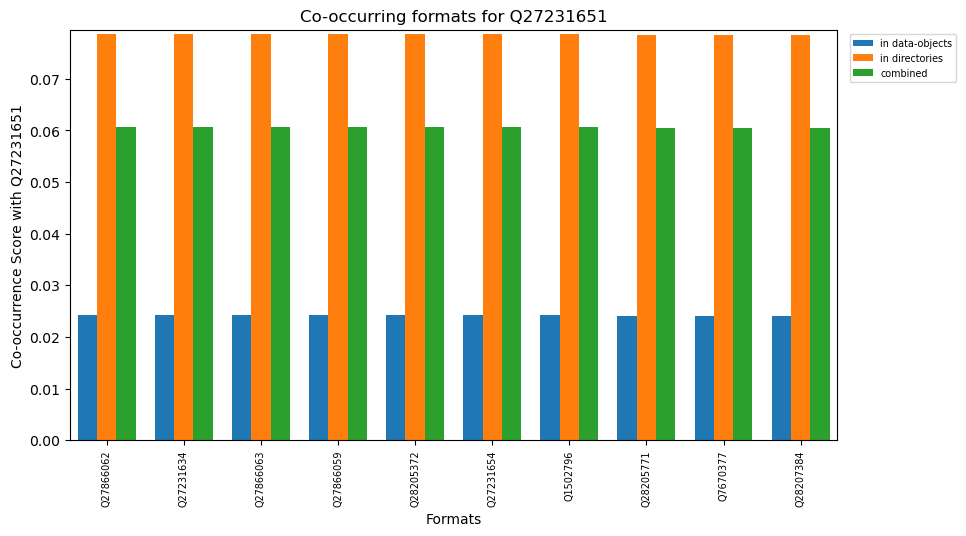 Co-occurring formats for Q27231651
in data-objects
in directories
combined
Co-occurrence Score with Q27231651
0.07
0.06
0.05
0.04
0.03
0.02
0.01
0.00
Q27866062
Q27231634
Q27866063
Q27866059
Q28205372
Q27231654
Q1502796
Q28205771
Q7670377
Q28207384
Formats